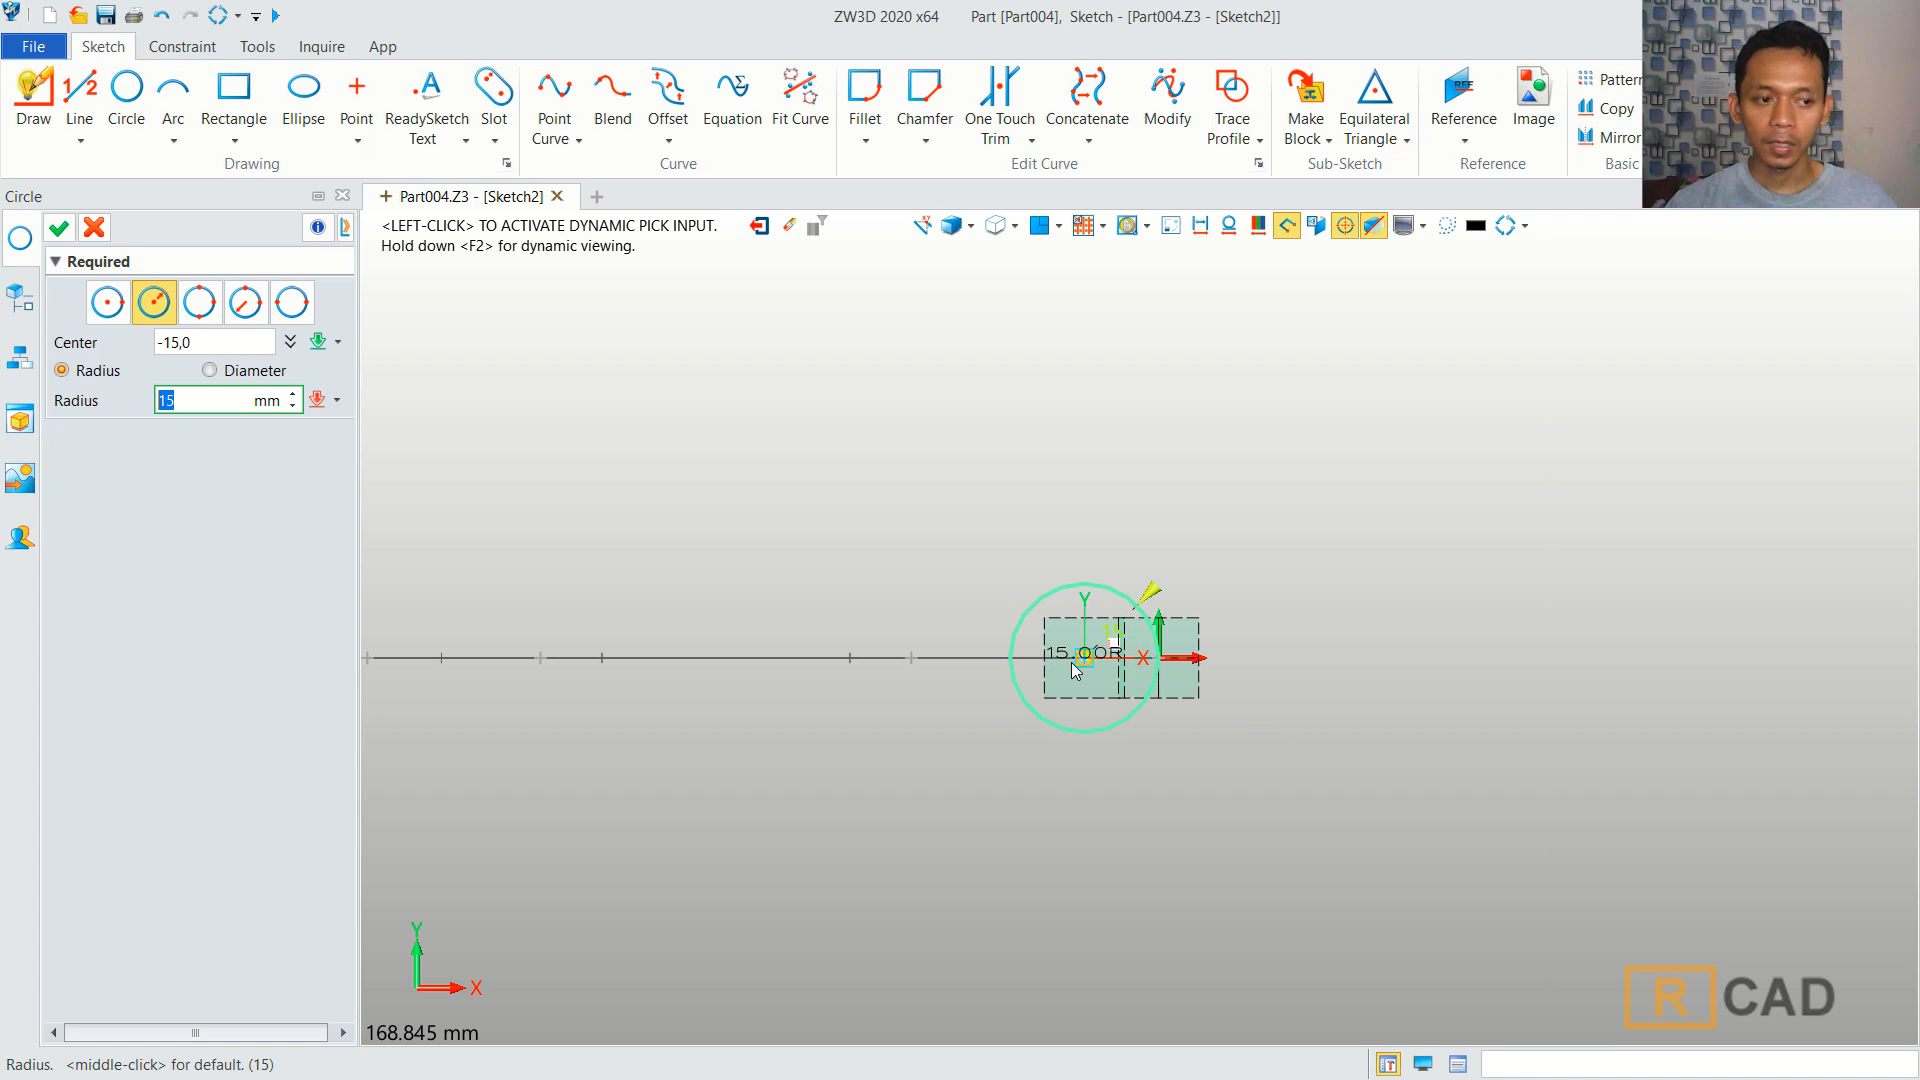 ZW3D 2020 x64 Part [Part004], Sketch - [Part004.Z3 - [Sketch2]]
File Sketch Constraint Tools Inquire App
Draw Line Circle Arc Rectangle Ellipse Point ReadySketch Text Slot
Drawing
Point Curve Blend Offset Equation Fit Curve
Curve
Fillet Chamfer One Touch Trim Concatenate Modify Trace Profile
Edit Curve
Make Block Equilateral Triangle
Sub-Sketch
Reference Image
Reference
Pattern
Copy
Mirror
Basic
Circle
Part004.Z3 - [Sketch2]
<LEFT-CLICK> TO ACTIVATE DYNAMIC PICK INPUT.
Hold down <F2> for dynamic viewing.
Required
Center -15,0
Radius Diameter
Radius 15 mm
Y
15
15.00R
X
Y
X
168.845 mm
R CAD
Radius. <middle-click> for default. (15)